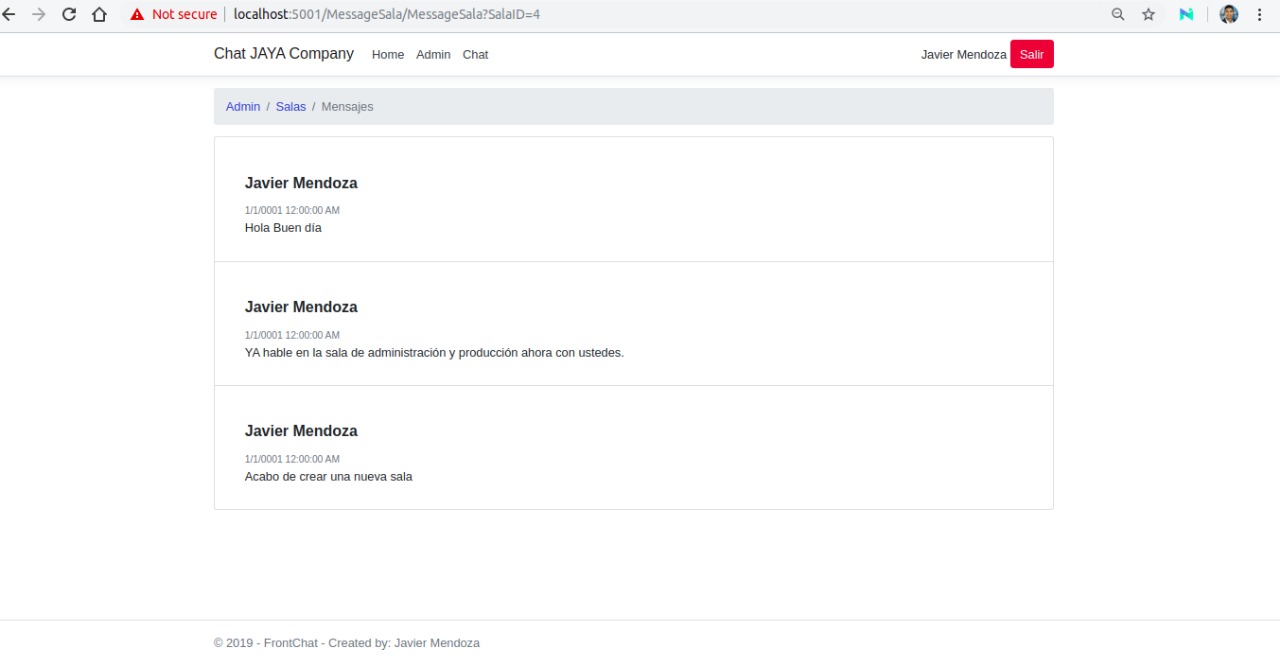 Not secure | localhost:5001/MessageSala/MessageSala?SalaID=4
Chat JAYA Company Home Admin Chat Javier Mendoza Salir
Admin / Salas / Mensajes
Javier Mendoza
1/1/0001 12:00:00 AM
Hola Buen día
Javier Mendoza
1/1/0001 12:00:00 AM
YA hable en la sala de administración y producción ahora con ustedes.
Javier Mendoza
1/1/0001 12:00:00 AM
Acabo de crear una nueva sala
© 2019 - FrontChat - Created by: Javier Mendoza